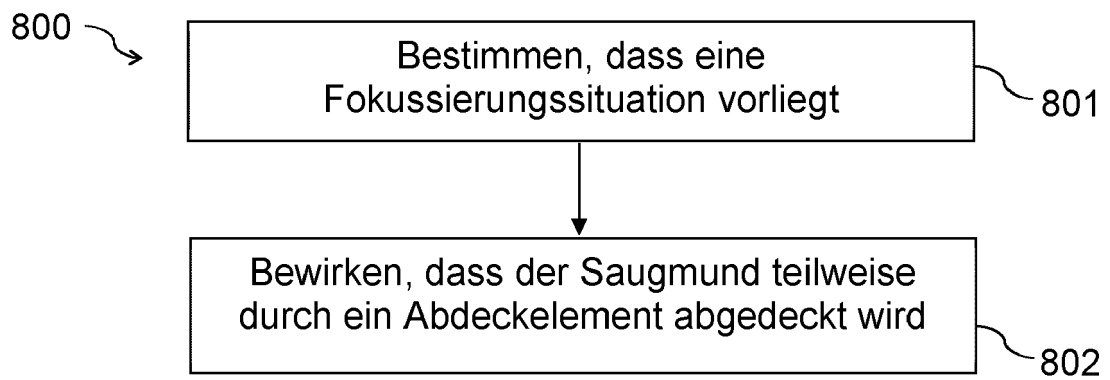 800
Bestimmen, dass eine
Fokussierungssituation vorliegt
801
Bewirken, dass der Saugmund teilweise
durch ein Abdeckelement abgedeckt wird
802